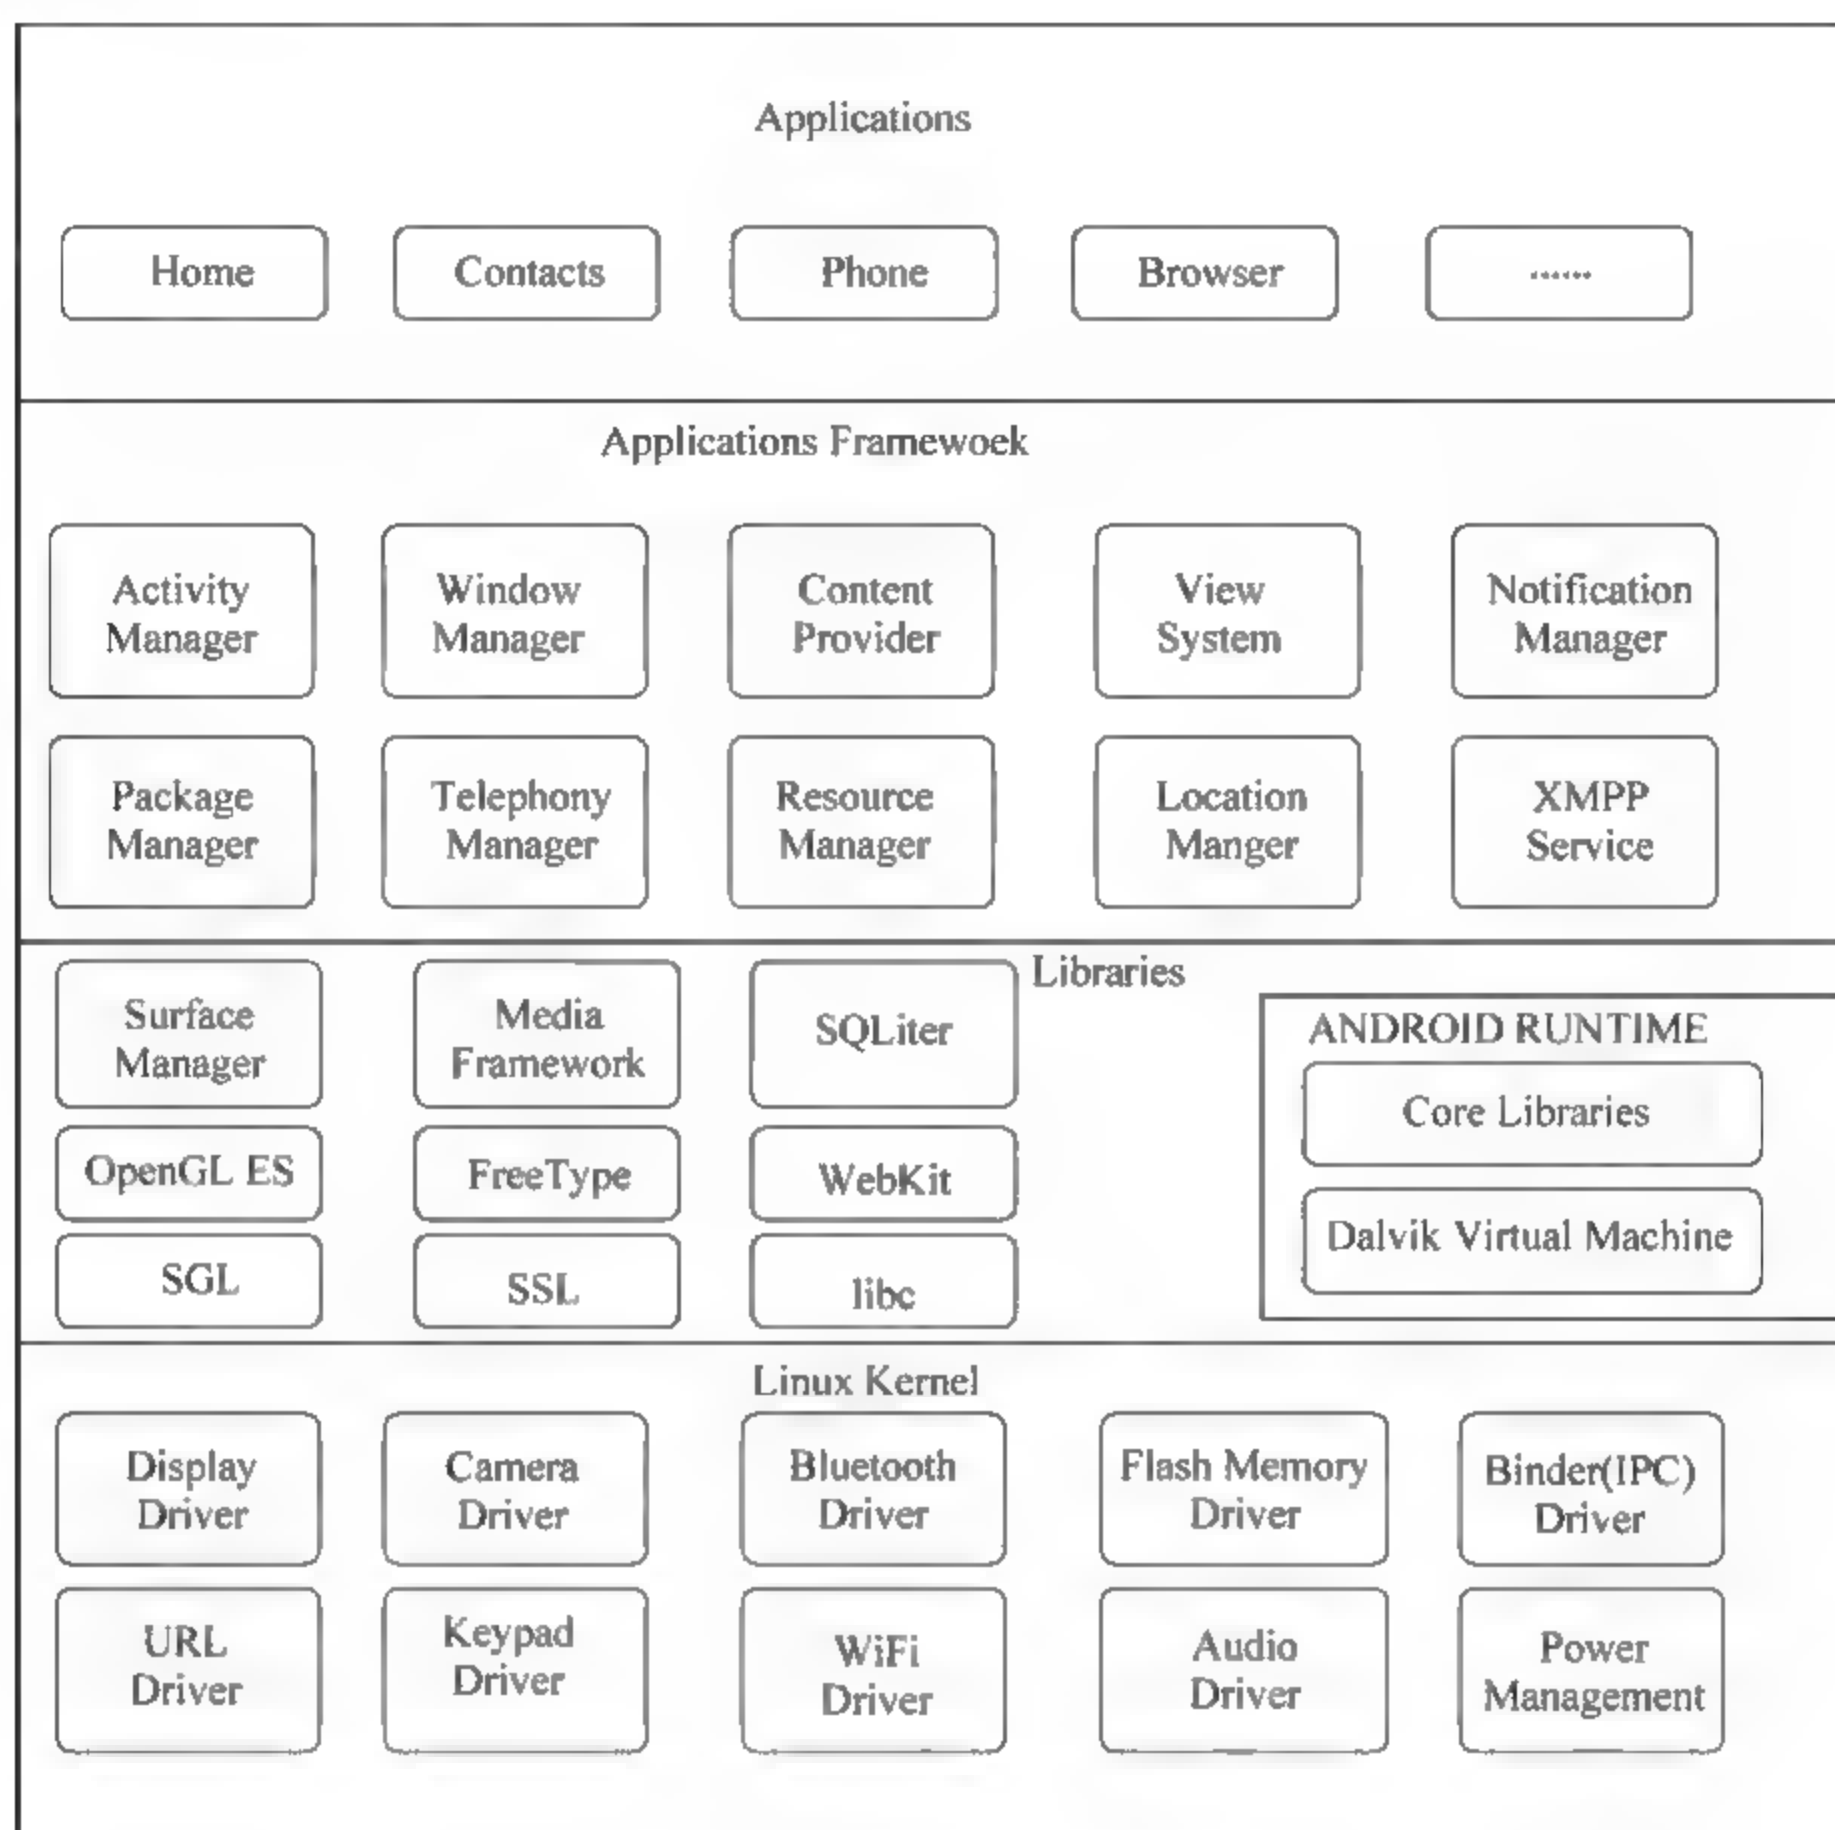 Applications
Home
Contacts
Phone
Browser
......
Applications Framewoek
Activity
Manager
Window
Manager
Content
Provider
View
System
Notification
Manager
Package
Manager
Telephony
Manager
Resource
Manager
Location
Manger
XMPP
Service
Libraries
Surface
Manager
Media
Framework
SQLiter
OpenGL ES
FreeType
WebKit
SGL
SSL
libc
ANDROID RUNTIME
Core Libraries
Dalvik Virtual Machine
Linux Kernel
Display
Driver
Camera
Driver
Bluetooth
Driver
Flash Memory
Driver
Binder(IPC)
Driver
URL
Driver
Keypad
Driver
WiFi
Driver
Audio
Driver
Power
Management